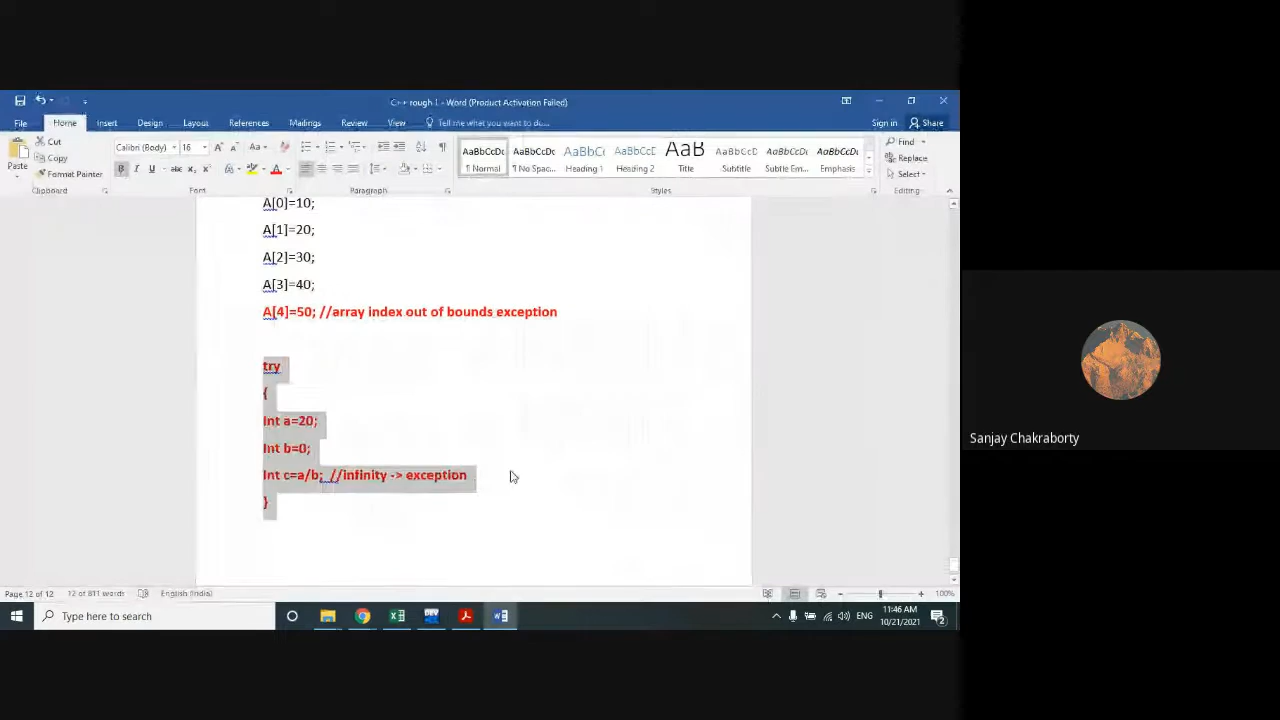 C++ rough 1 - Word (Product Activation Failed)
File Home Insert Design Layout References Mailings Review View Tell me what you want to do... Sign in Share
Paste
Cut
Copy
Format Painter
Clipboard
Calibri (Body) 16
Font
Paragraph
AaBbCcDc AaBbCcDc AaBbC( AaBbCcC AaB AaBbCcD AaBbCcDc AaBbCcDc
¶ Normal ¶ No Spac... Heading 1 Heading 2 Title Subtitle Subtle Em... Emphasis
Styles
Find
Replace
Select
Editing
A[0]=10;
A[1]=20;
A[2]=30;
A[3]=40;
A[4]=50; //array index out of bounds exception
try
{
Int a=20;
Int b=0;
Int c=a/b; //infinity -> exception
}
Page 12 of 12 12 of 811 words English (India) 100%
Type here to search
ENG
11:46 AM
10/21/2021
Sanjay Chakraborty